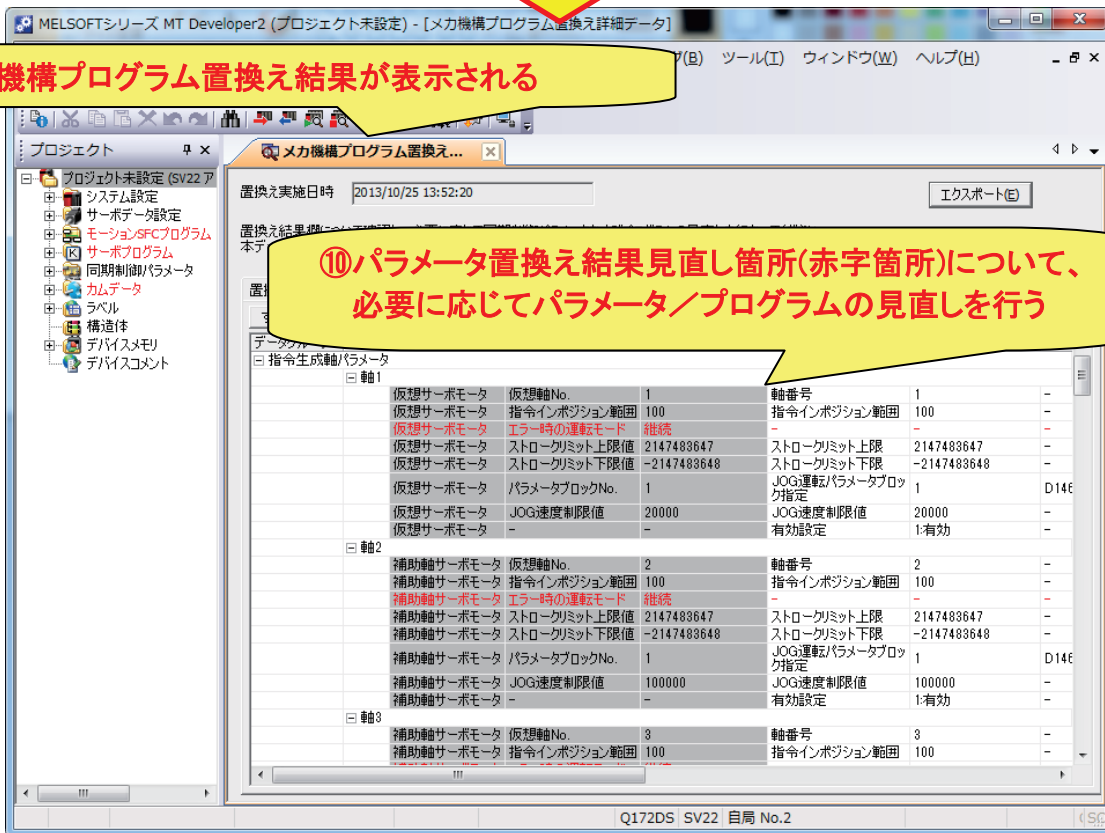 MELSOFTシリーズ MT Developer2 (プロジェクト未設定) - [メカ機構プログラム置換え詳細データ]
(B) ツール(T) ウィンドウ(W) ヘルプ(H)
機構プログラム置換え結果が表示される
プロジェクト
メカ機構プログラム置換え...
プロジェクト未設定 (SV22 ア
システム設定
サーボデータ設定
モーションSFCプログラム
サーボプログラム
同期制御パラメータ
カムデータ
ラベル
構造体
デバイスメモリ
デバイスコメント
置換え実施日時 2013/10/25 13:52:20 エクスポート(E)
⑩パラメータ置換え結果見直し箇所(赤字箇所)について、
必要に応じてパラメータ／プログラムの見直しを行う
指令生成軸パラメータ
軸1
仮想サーボモータ 仮想軸No. 1 軸番号 1 -
仮想サーボモータ 指令インポジション範囲 100 指令インポジション範囲 100 -
仮想サーボモータ エラー時の運転モード 継続 - - -
仮想サーボモータ ストロークリミット上限値 2147483647 ストロークリミット上限 2147483647 -
仮想サーボモータ ストロークリミット下限値 -2147483648 ストロークリミット下限 -2147483648 -
仮想サーボモータ パラメータブロックNo. 1 JOG運転パラメータブロック指定 1 D146
仮想サーボモータ JOG速度制限値 20000 JOG速度制限値 20000 -
仮想サーボモータ - - 有効設定 1:有効 -
軸2
補助軸サーボモータ 仮想軸No. 2 軸番号 2 -
補助軸サーボモータ 指令インポジション範囲 100 指令インポジション範囲 100 -
補助軸サーボモータ エラー時の運転モード 継続 - - -
補助軸サーボモータ ストロークリミット上限値 2147483647 ストロークリミット上限 2147483647 -
補助軸サーボモータ ストロークリミット下限値 -2147483648 ストロークリミット下限 -2147483648 -
補助軸サーボモータ パラメータブロックNo. 1 JOG運転パラメータブロック指定 1 D146
補助軸サーボモータ JOG速度制限値 100000 JOG速度制限値 100000 -
補助軸サーボモータ - - 有効設定 1:有効 -
軸3
補助軸サーボモータ 仮想軸No. 3 軸番号 3 -
補助軸サーボモータ 指令インポジション範囲 100 指令インポジション範囲 100 -
Q172DS SV22 自局 No.2